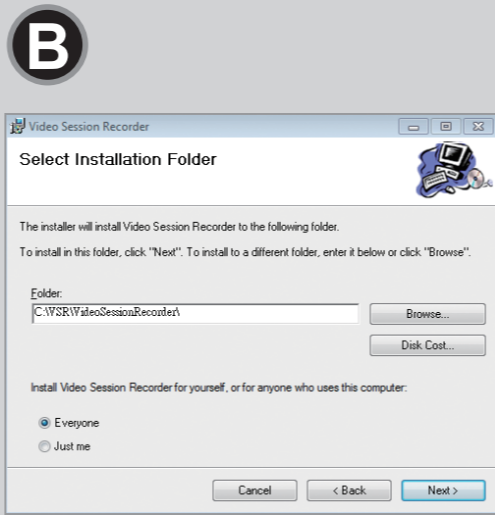 B
Video Session Recorder
Select Installation Folder
The installer will install Video Session Recorder to the following folder.
To install in this folder, click "Next". To install to a different folder, enter it below or click "Browse".
Folder:
C:\VSR\VideoSessionRecorder\
Browse...
Disk Cost...
Install Video Session Recorder for yourself, or for anyone who uses this computer:
Everyone
Just me
Cancel
< Back
Next >